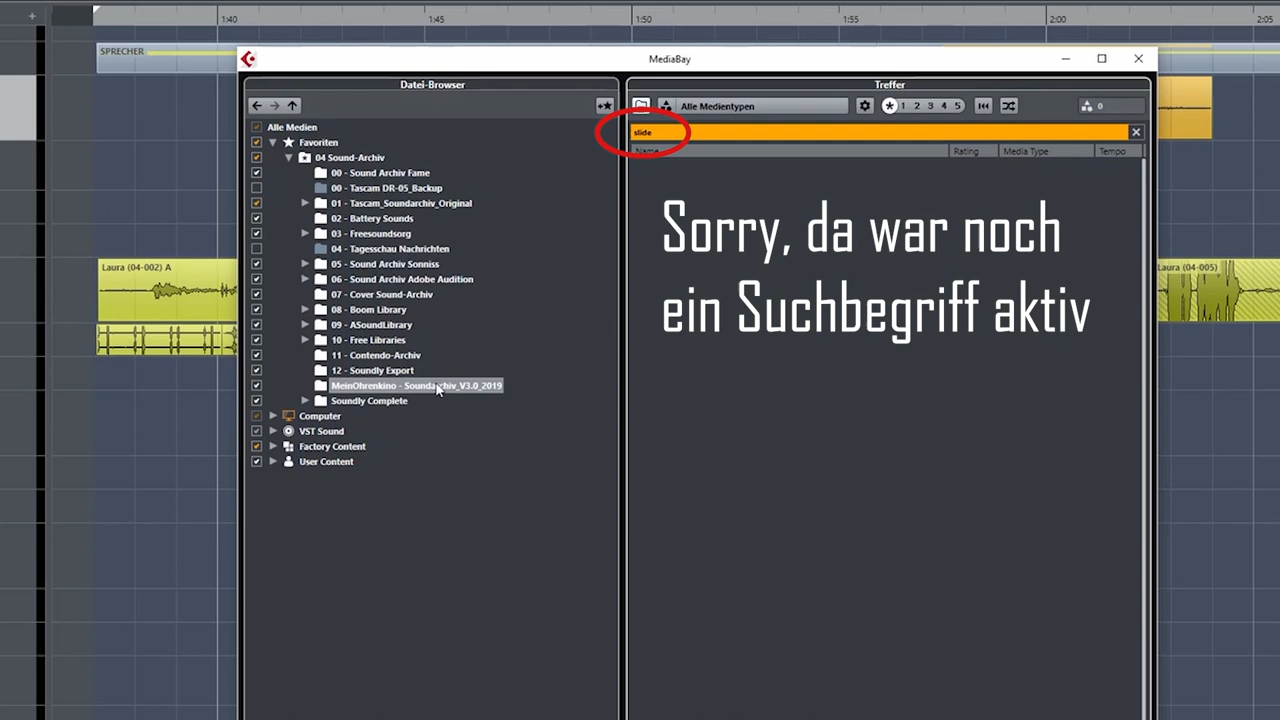 1:40
1:45
1:50
1:55
2:00
2:05
SPRECHER
MediaBay
Datei-Browser
Treffer
Alle Medientypen
1 2 3 4 5
0
slide
Name
Rating
Media Type
Tempo
Alle Medien
Favoriten
04 Sound-Archiv
00 - Sound Archiv Fame
00 - Tascam DR-05_Backup
01 - Tascam_Soundarchiv_Original
02 - Battery Sounds
03 - Freesoundsorg
04 - Tagesschau Nachrichten
05 - Sound Archiv Sonniss
06 - Sound Archiv Adobe Audition
07 - Cover Sound-Archiv
08 - Boom Library
09 - ASoundLibrary
10 - Free Libraries
11 - Contendo-Archiv
12 - Soundly Export
MeinOhrenkino - Soundarchiv_V3.0_2019
Soundly Complete
Computer
VST Sound
Factory Content
User Content
Sorry, da war noch
ein Suchbegriff aktiv
Laura (04-002) A
Laura (04-005)